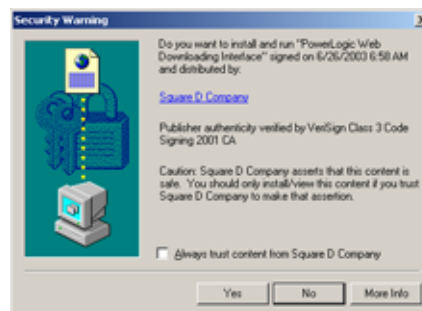 Security Warning
Do you want to install and run "PowerLogic Web
Downloading Interface" signed on 6/26/2003 6:58 AM
and distributed by:
Square D Company
Publisher authenticity verified by VeriSign Class 3 Code
Signing 2001 CA
Caution: Square D Company asserts that this content is
safe. You should only install/view this content if you trust
Square D Company to make that assertion.
Always trust content from Square D Company
Yes No More Info